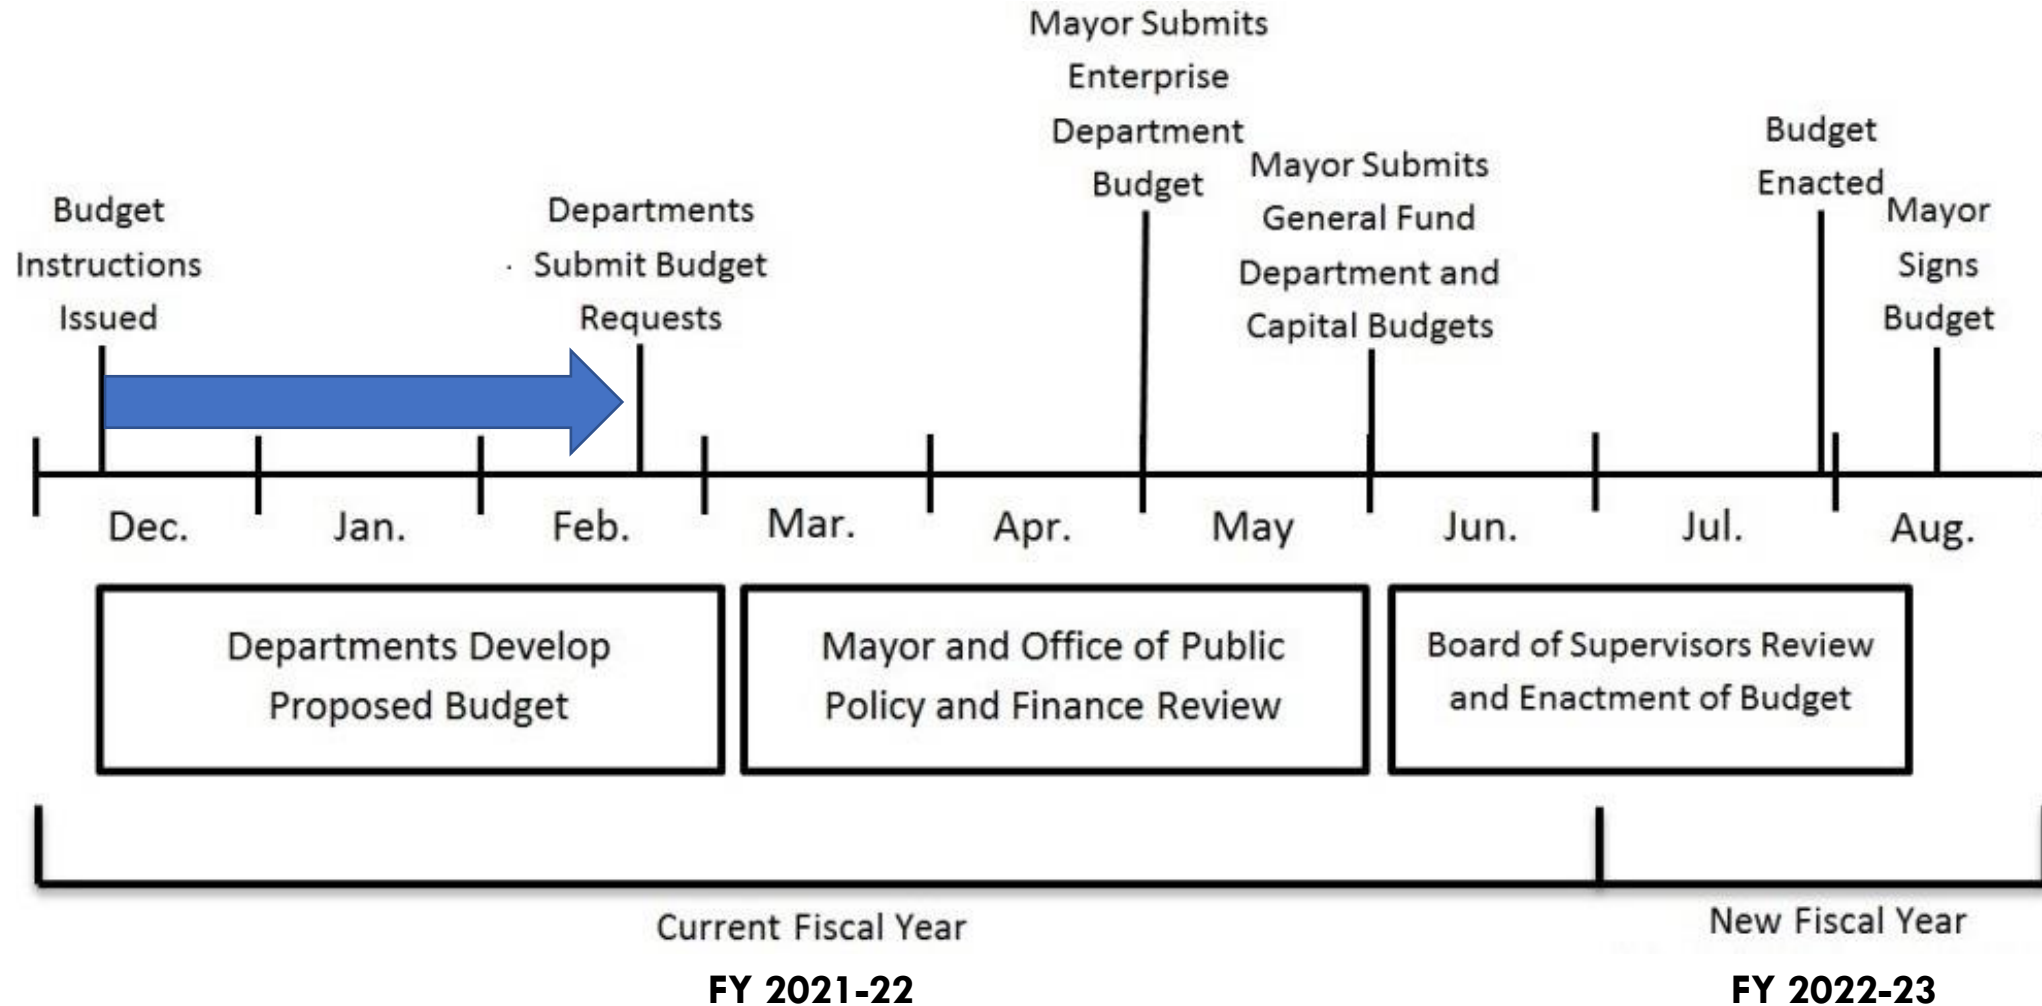 Mayor Submits
Enterprise
Department
Budget
Mayor Submits
General Fund
Department and
Capital Budgets
Budget
Enacted
Mayor
Signs
Budget
Budget
Instructions
Issued
Departments
Submit Budget
Requests
Dec.
Jan.
Feb.
Mar.
Apr.
May
Jun.
Jul.
Aug.
Departments Develop
Proposed Budget
Mayor and Office of Public
Policy and Finance Review
Board of Supervisors Review
and Enactment of Budget
Current Fiscal Year
FY 2021-22
New Fiscal Year
FY 2022-23